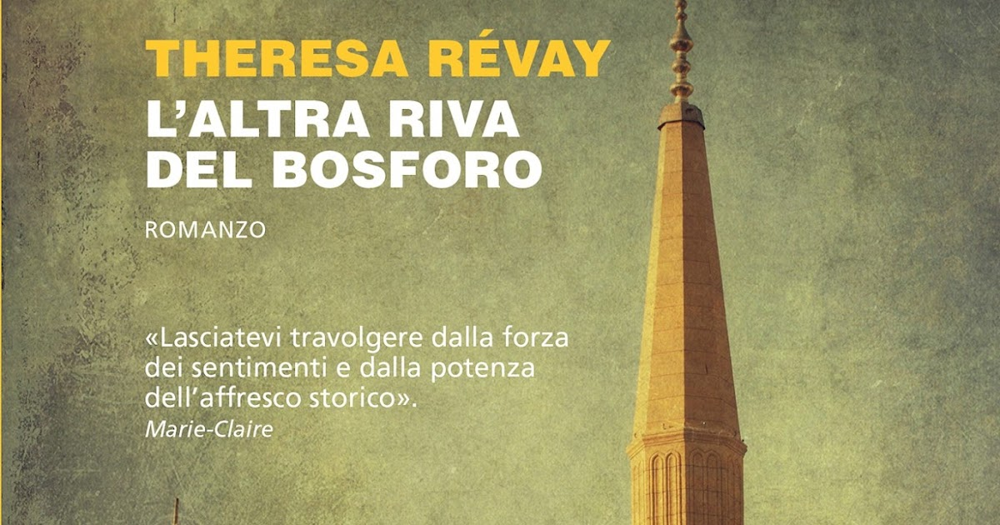 THERESA RÉVAY
L’ALTRA RIVA
DEL BOSFORO
ROMANZO
«Lasciatevi travolgere dalla forza
dei sentimenti e dalla potenza
dell’affresco storico».
Marie-Claire